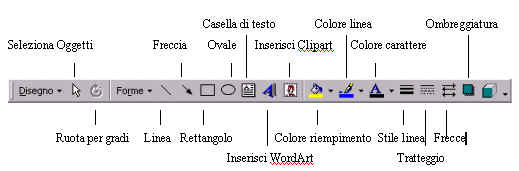 Casella di testo Colore linea Ombreggiatura
Seleziona Oggetti Freccia Ovale Inserisci Clipart Colore carattere
Disegno Forme A A
Ruota per gradi Linea Rettangolo Colore riempimento Stile linea Frecce
Inserisci WordArt Tratteggio